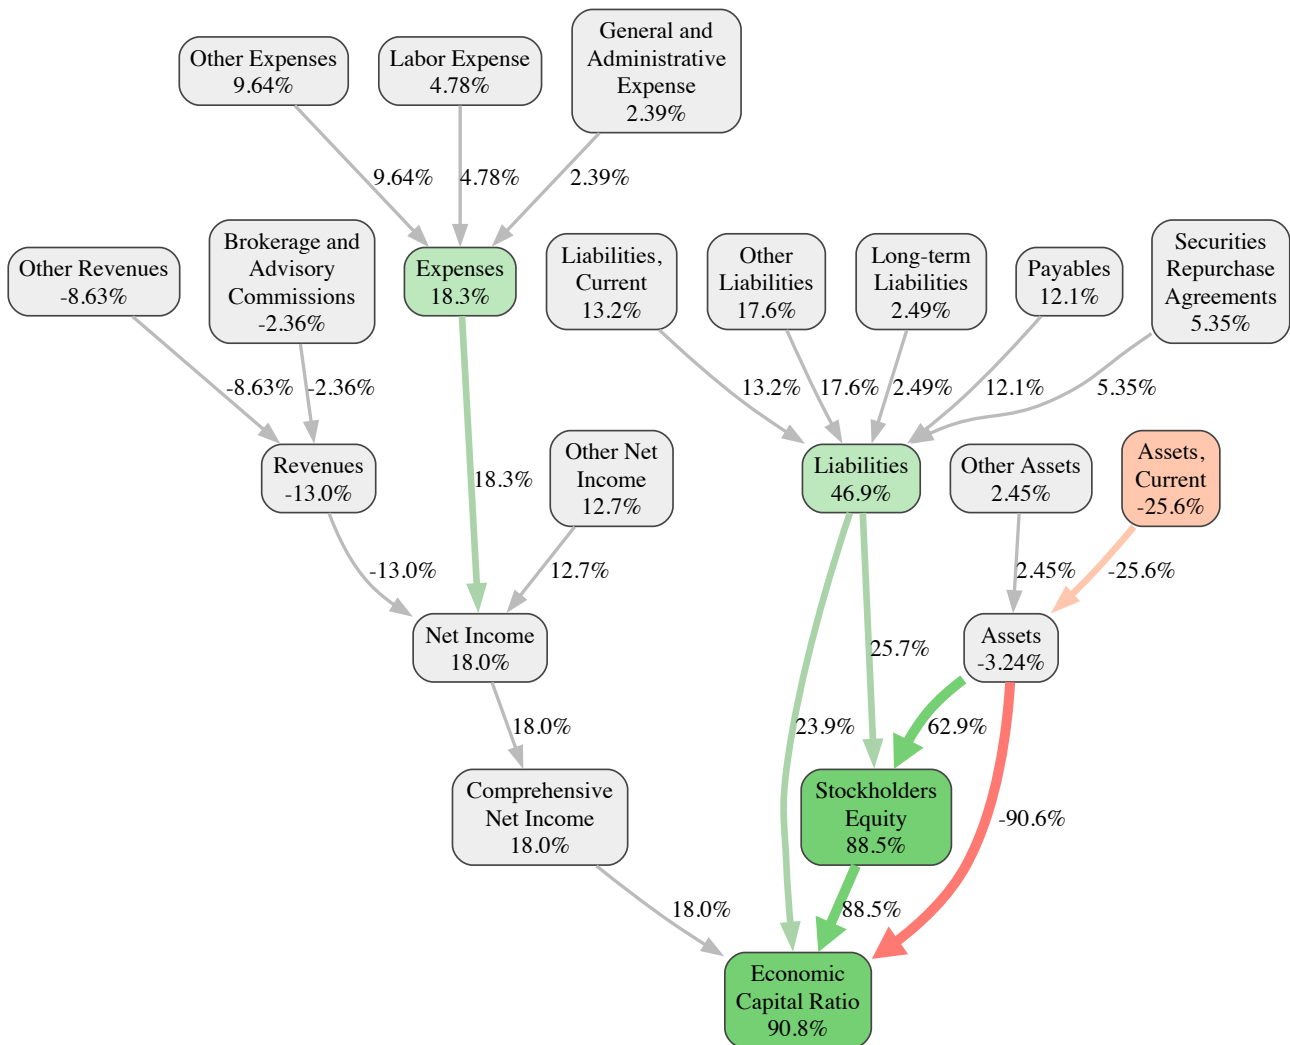 General and
Administrative
Expense
2.39%
Other Expenses
9.64%
Labor Expense
4.78%
9.64%
4.78%
2.39%
Other Revenues
-8.63%
Brokerage and
Advisory
Commissions
-2.36%
Expenses
18.3%
Liabilities,
Current
13.2%
Other
Liabilities
17.6%
Long-term
Liabilities
2.49%
Payables
12.1%
Securities
Repurchase
Agreements
5.35%
-8.63%
-2.36%
13.2%
17.6%
2.49%
12.1%
5.35%
Revenues
-13.0%
18.3%
Other Net
Income
12.7%
Liabilities
46.9%
Other Assets
2.45%
Assets,
Current
-25.6%
-13.0%
12.7%
2.45%
-25.6%
Net Income
18.0%
25.7%
Assets
-3.24%
18.0%
23.9%
62.9%
Comprehensive
Net Income
18.0%
Stockholders
Equity
88.5%
-90.6%
18.0%
88.5%
Economic
Capital Ratio
90.8%